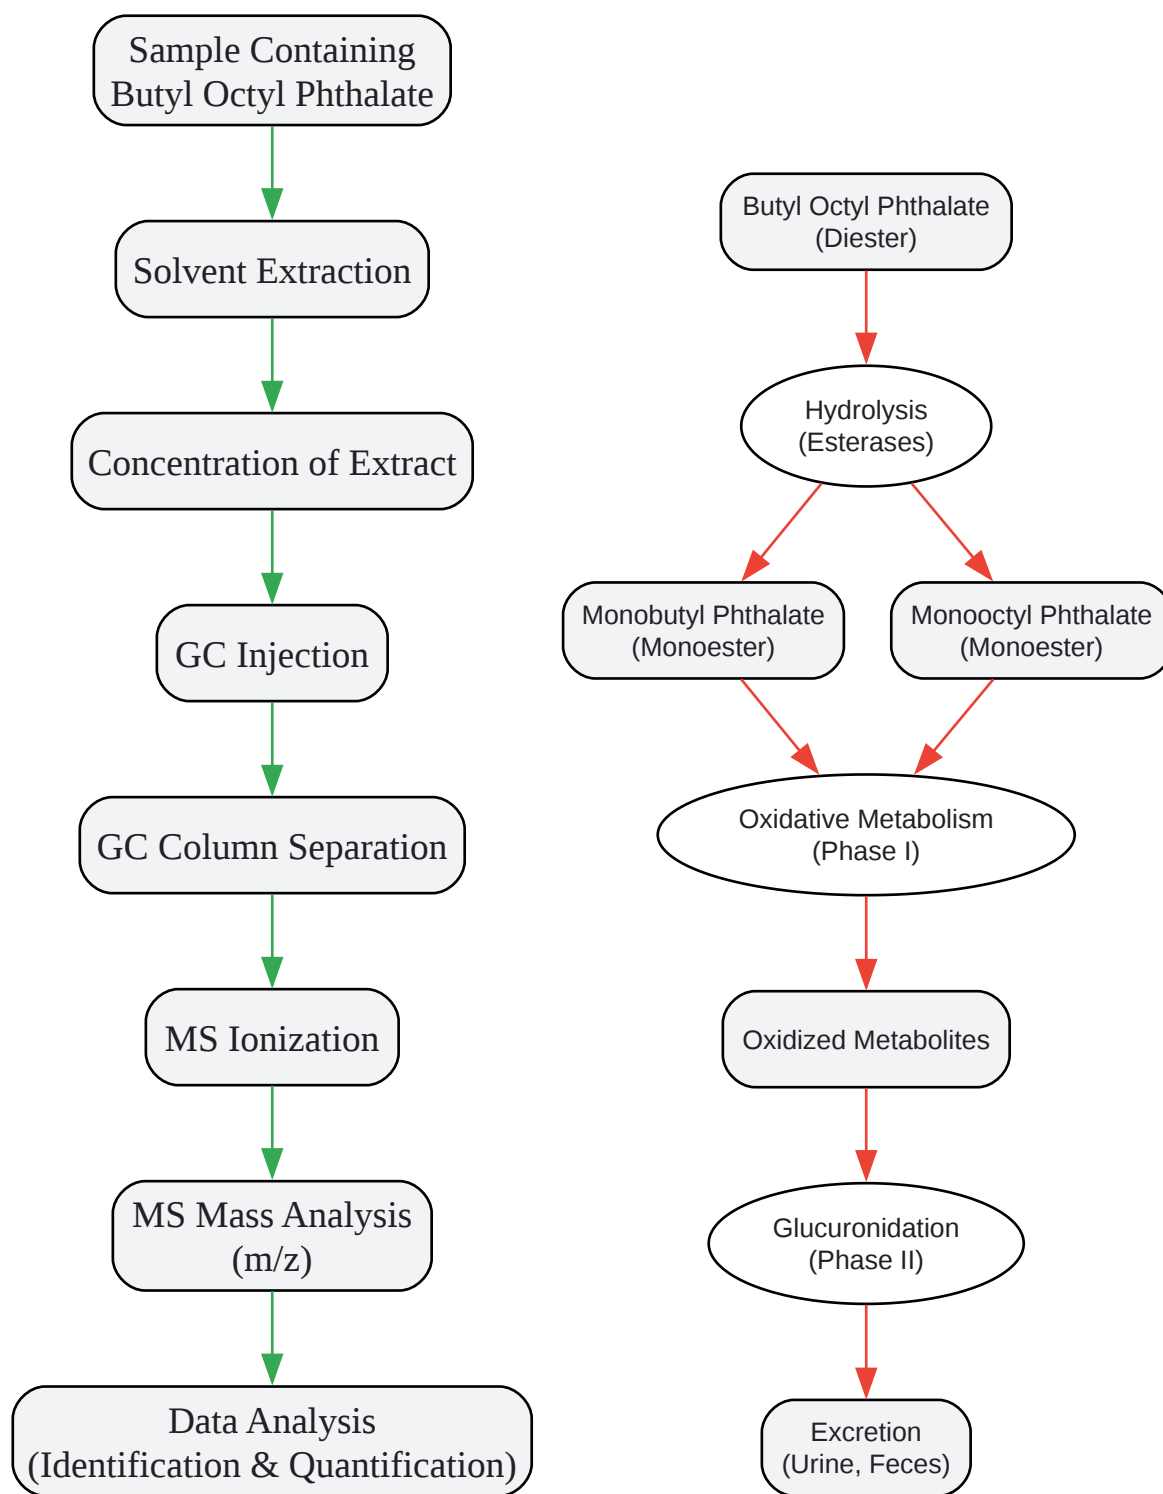 Sample Containing
Butyl Octyl Phthalate
Solvent Extraction
Concentration of Extract
GC Injection
GC Column Separation
MS Ionization
MS Mass Analysis
(m/z)
Data Analysis
(Identification & Quantification)
Butyl Octyl Phthalate
(Diester)
Hydrolysis
(Esterases)
Monobutyl Phthalate
(Monoester)
Monooctyl Phthalate
(Monoester)
Oxidative Metabolism
(Phase I)
Oxidized Metabolites
Glucuronidation
(Phase II)
Excretion
(Urine, Feces)